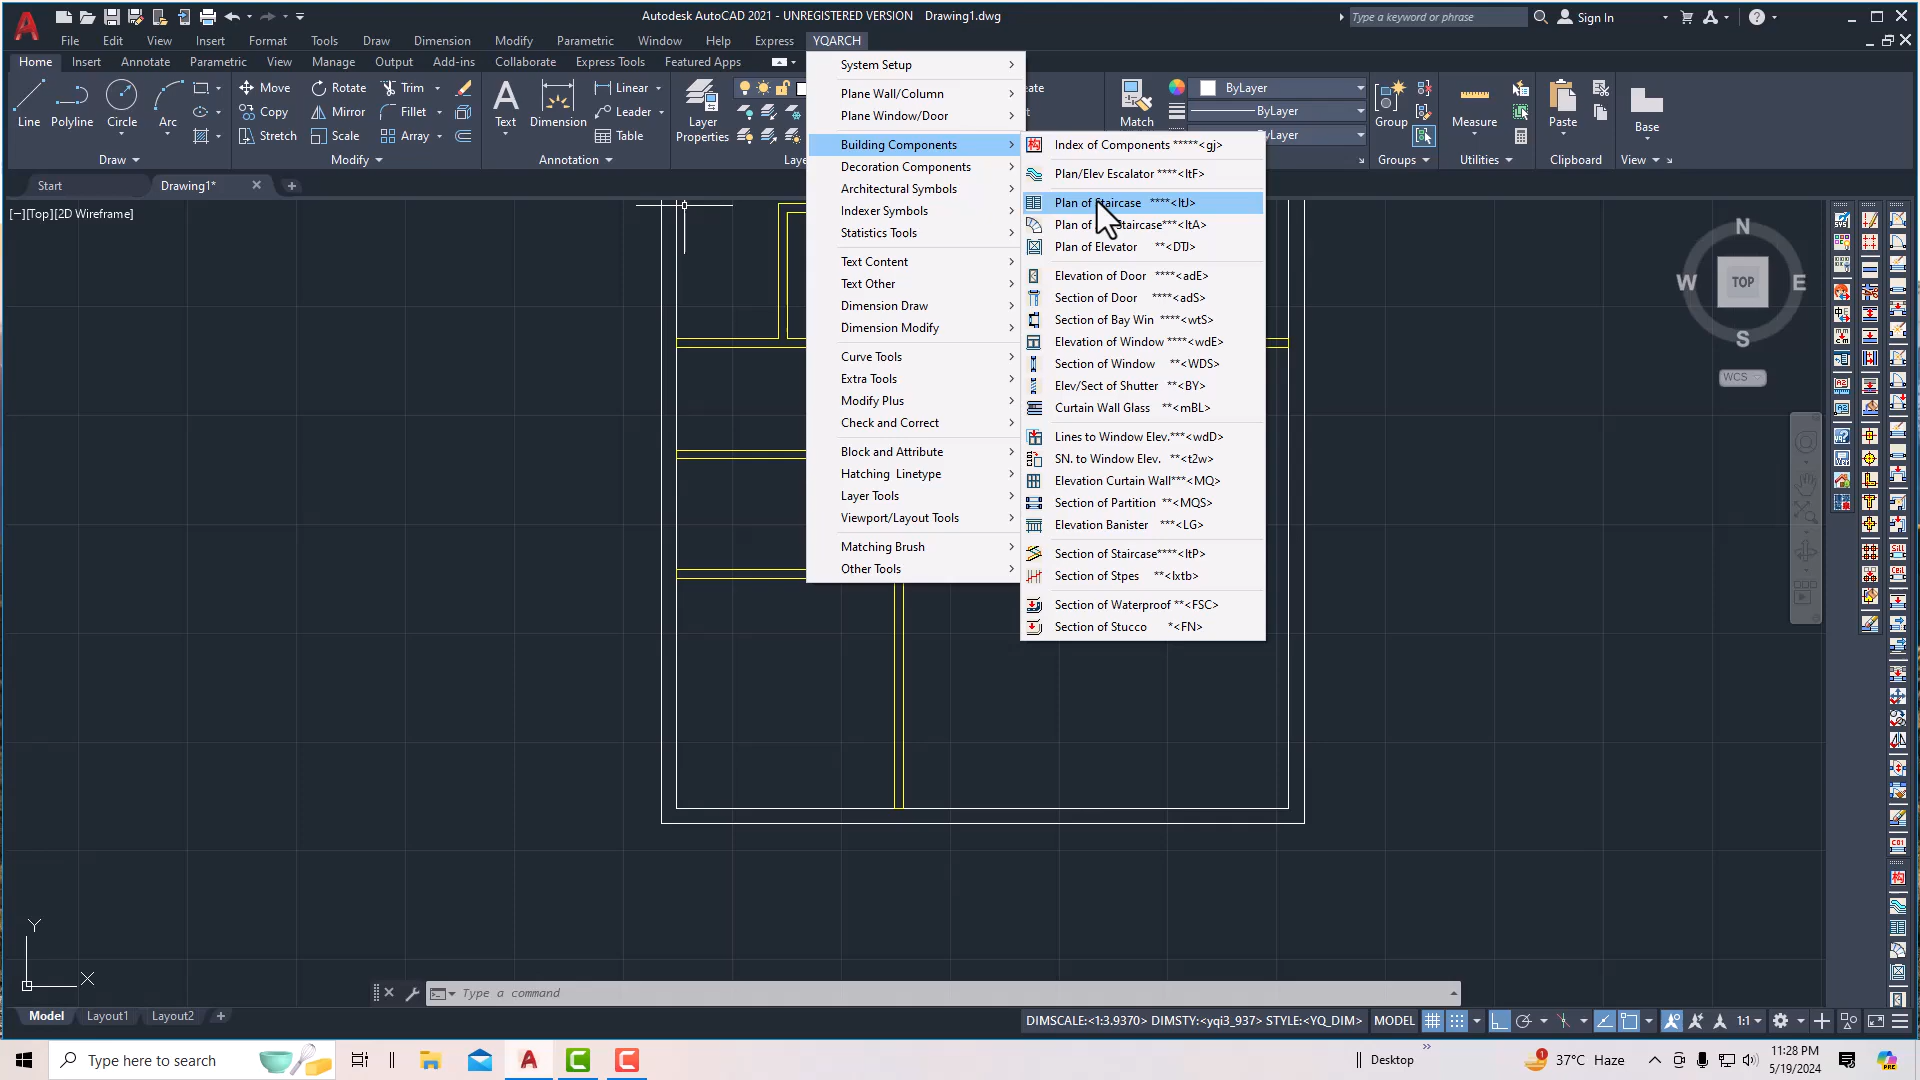 Autodesk AutoCAD 2021 - UNREGISTERED VERSION    Drawing1.dwg
Type a keyword or phrase
Sign In
File Edit View Insert Format Tools Draw Dimension Modify Parametric Window Help Express YQARCH
Home Insert Annotate Parametric View Manage Output Add-ins Collaborate Express Tools Featured Apps
Line
Polyline
Circle
Arc
Draw
Move
Copy
Stretch
Rotate
Mirror
Scale
Trim
Fillet
Array
Modify
Text
Dimension
Linear
Leader
Table
Annotation
Layer
Properties
Match
ByLayer
ByLayer
ByLayer
Group
Groups
Measure
Utilities
Paste
Clipboard
Base
View
Start
Drawing1*
[−][Top][2D Wireframe]
System Setup
Plane Wall/Column
Plane Window/Door
Building Components
Decoration Components
Architectural Symbols
Indexer Symbols
Statistics Tools
Text Content
Text Other
Dimension Draw
Dimension Modify
Curve Tools
Extra Tools
Modify Plus
Check and Correct
Block and Attribute
Hatching Linetype
Layer Tools
Viewport/Layout Tools
Matching Brush
Other Tools
Index of Components *****<gj>
Plan/Elev Escalator ****<ltF>
Plan of Staircase ****<ltJ>
Plan of Staircase***<ltA>
Plan of Elevator **<DTJ>
Elevation of Door ****<adE>
Section of Door ****<adS>
Section of Bay Win ****<wtS>
Elevation of Window ****<wdE>
Section of Window **<WDS>
Elev/Sect of Shutter **<BY>
Curtain Wall Glass **<mBL>
Lines to Window Elev.***<wdD>
SN. to Window Elev. **<t2w>
Elevation Curtain Wall***<MQ>
Section of Partition **<MQS>
Elevation Banister ***<LG>
Section of Staircase****<ltP>
Section of Stpes **<lxtb>
Section of Waterproof **<FSC>
Section of Stucco *<FN>
N
W TOP E
S
WCS
Y
X
Type a command
Model Layout1 Layout2
DIMSCALE:<1:3.9370> DIMSTY:<yqi3_937> STYLE:<YQ_DIM> MODEL
1:1
Type here to search
Desktop
37°C Haze
11:28 PM
5/19/2024